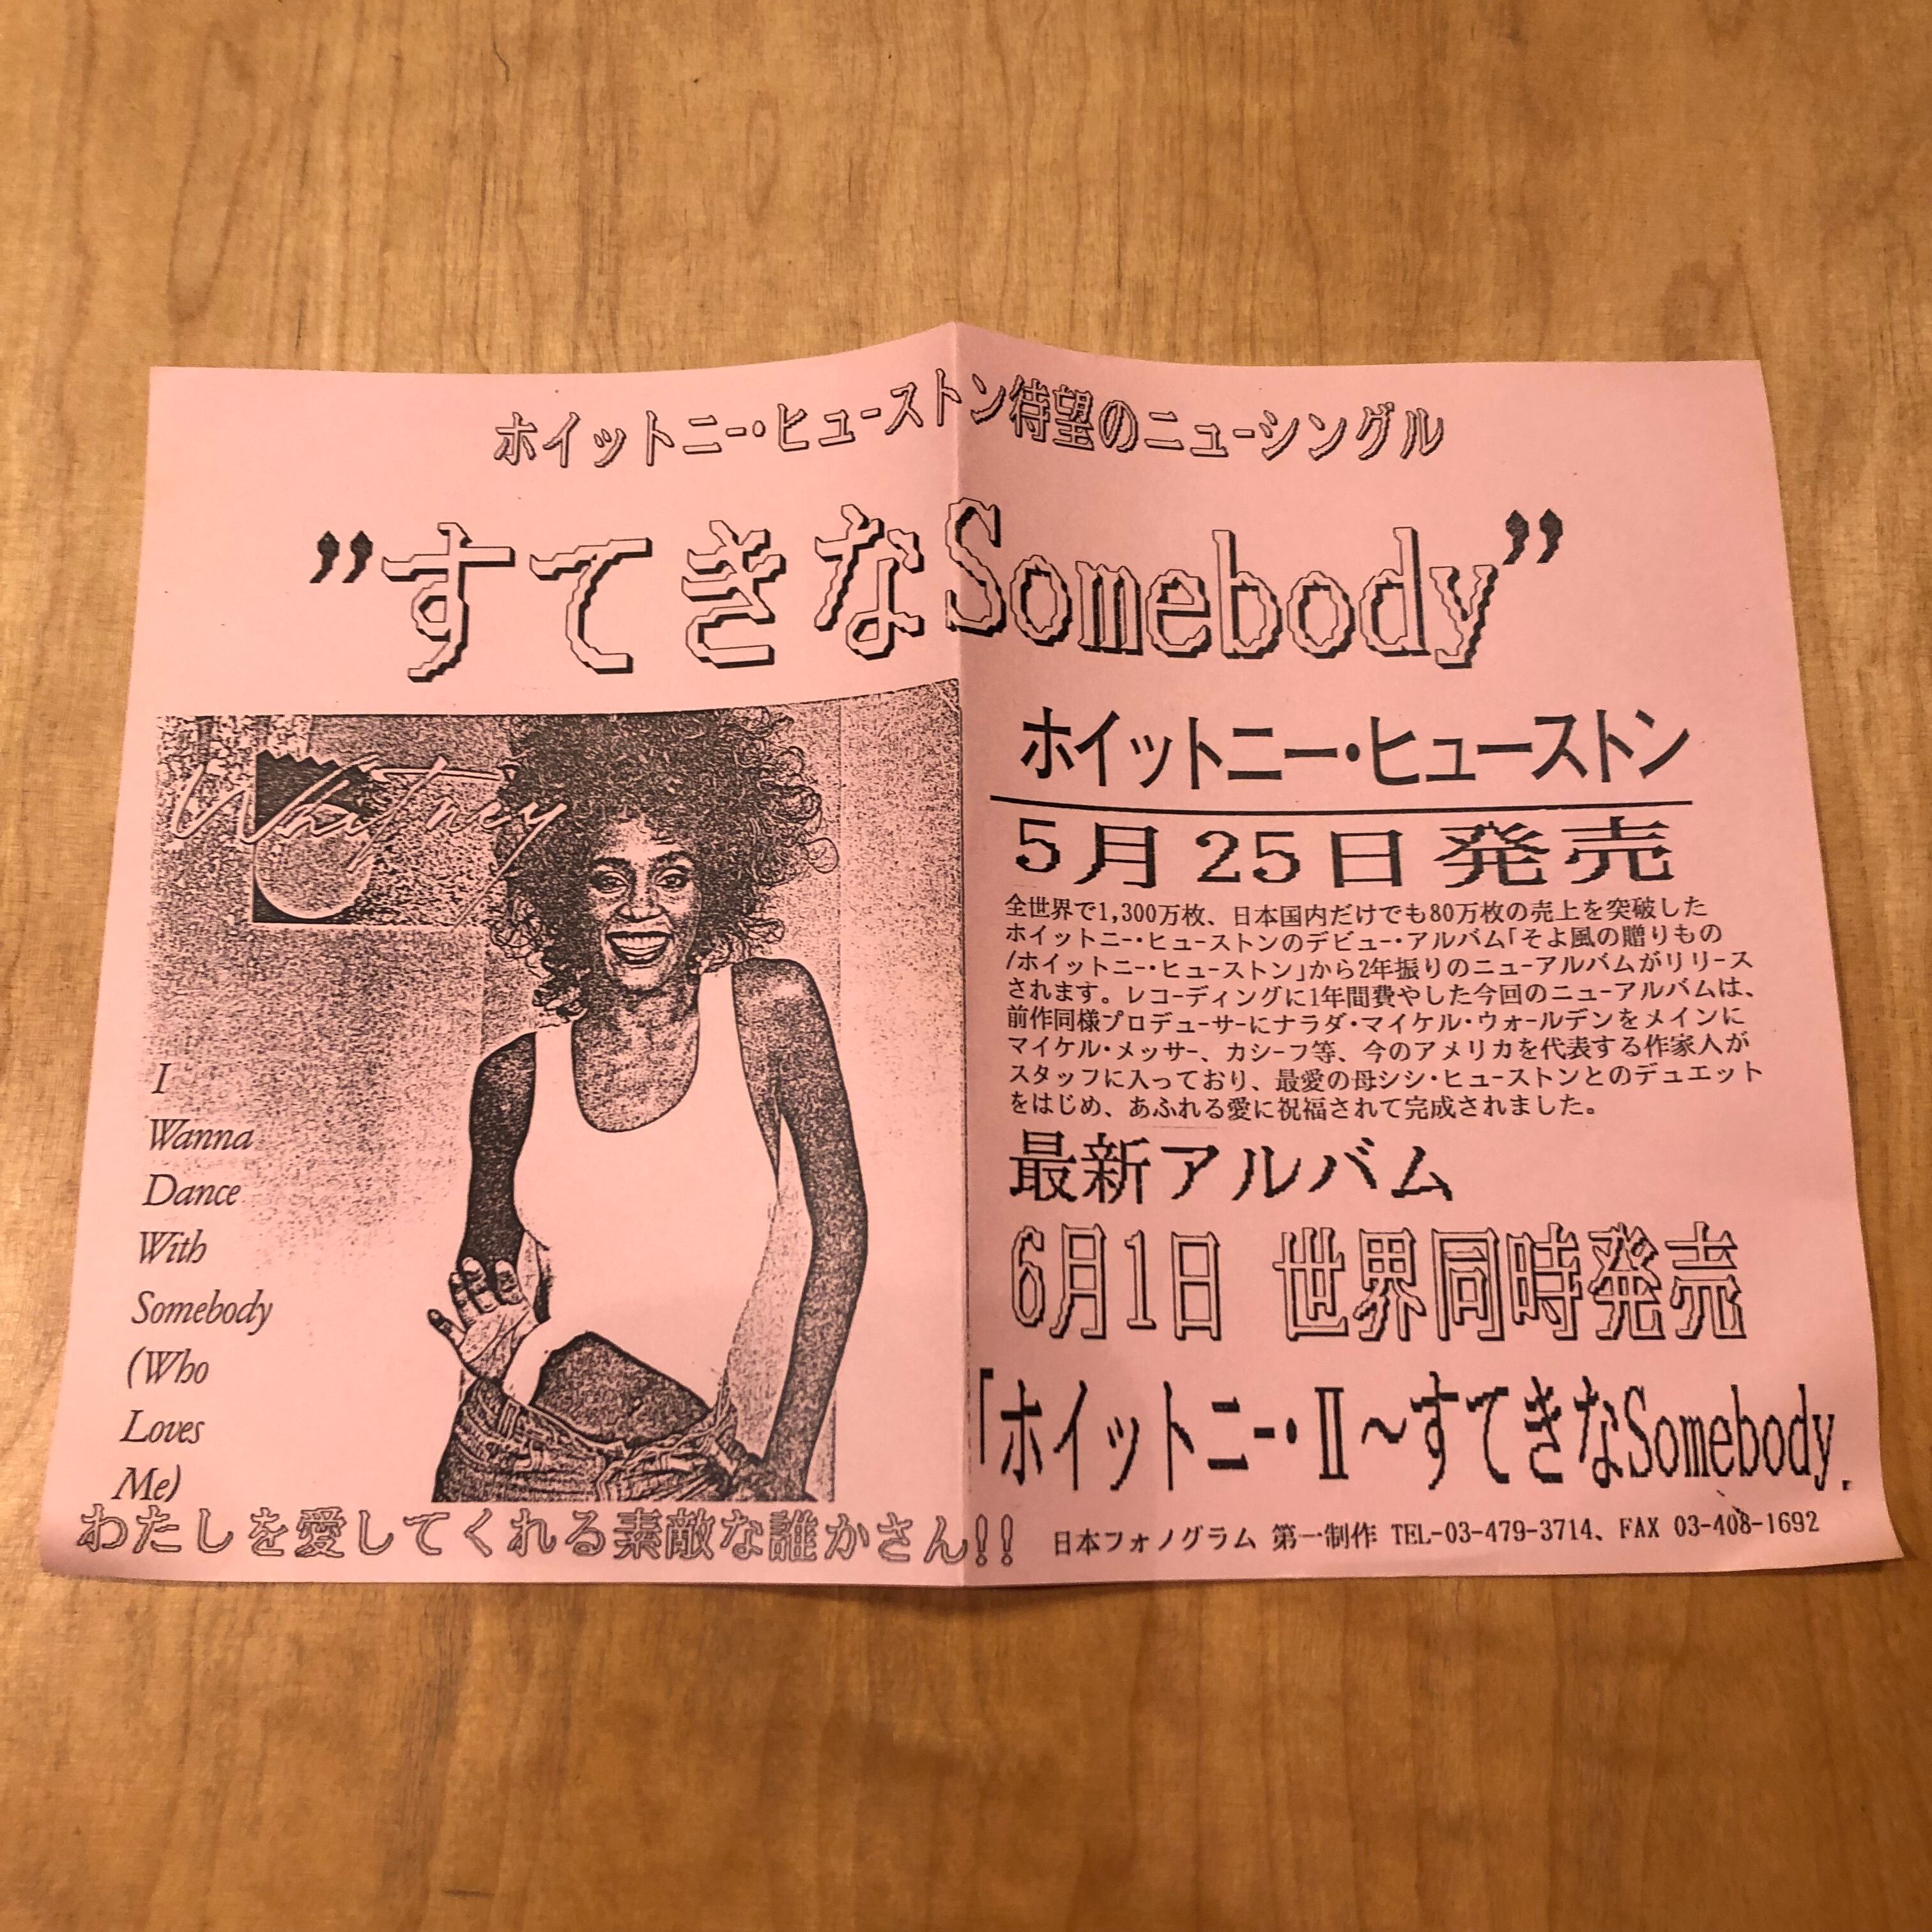 ホイットニー・ヒューストン待望のニューシングル
”すてきなSomebody”
Whitney
I
Wanna
Dance
With
Somebody
(Who
Loves
Me)
わたしを愛してくれる素敵な誰かさん!!
ホイットニー・ヒューストン
5月25日発売
全世界で1,300万枚、日本国内だけでも80万枚の売上を突破した
ホイットニー・ヒューストンのデビュー・アルバム「そよ風の贈りもの
/ホイットニー・ヒューストン」から2年振りのニューアルバムがリリース
されます。レコーディングに1年間費やした今回のニューアルバムは、
前作同様プロデューサーにナラダ・マイケル・ウォールデンをメインに
マイケル・メッサー、カシーフ等、今のアメリカを代表する作家人が
スタッフに入っており、最愛の母シシ・ヒューストンとのデュエット
をはじめ、あふれる愛に祝福されて完成されました。
最新アルバム
6月1日 世界同時発売
「ホイットニー・Ⅱ～すてきなSomebody」
日本フォノグラム 第一制作 TEL-03-479-3714、FAX 03-408-1692